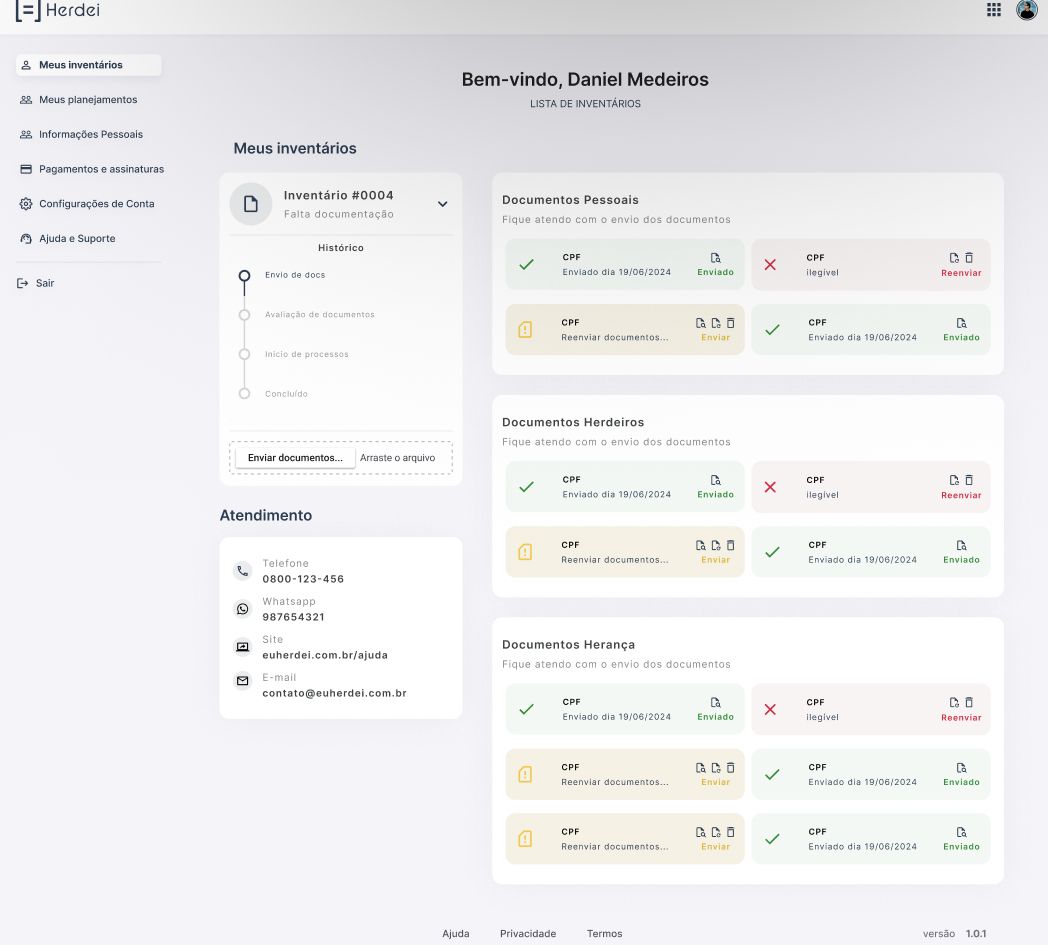 Herdei
Meus inventários
Meus planejamentos
Informações Pessoais
Pagamentos e assinaturas
Configurações de Conta
Ajuda e Suporte
Sair
Bem-vindo, Daniel Medeiros
LISTA DE INVENTÁRIOS
Meus inventários
Inventário #0004
Falta documentação
Histórico
Envio de docs
Avaliação de documentos
Início de processos
Concluído
Enviar documentos... Arraste o arquivo
Atendimento
Telefone
0800-123-456
Whatsapp
987654321
Site
euherdei.com.br/ajuda
E-mail
contato@euherdei.com.br
Documentos Pessoais
Fique atendo com o envio dos documentos
CPF
Enviado dia 19/06/2024 Enviado
CPF
ilegível Reenviar
CPF
Reenviar documentos... Enviar
CPF
Enviado dia 19/06/2024 Enviado
Documentos Herdeiros
Fique atendo com o envio dos documentos
CPF
Enviado dia 19/06/2024 Enviado
CPF
ilegível Reenviar
CPF
Reenviar documentos... Enviar
CPF
Enviado dia 19/06/2024 Enviado
Documentos Herança
Fique atendo com o envio dos documentos
CPF
Enviado dia 19/06/2024 Enviado
CPF
ilegível Reenviar
CPF
Reenviar documentos... Enviar
CPF
Enviado dia 19/06/2024 Enviado
CPF
Reenviar documentos... Enviar
CPF
Enviado dia 19/06/2024 Enviado
Ajuda Privacidade Termos versão 1.0.1